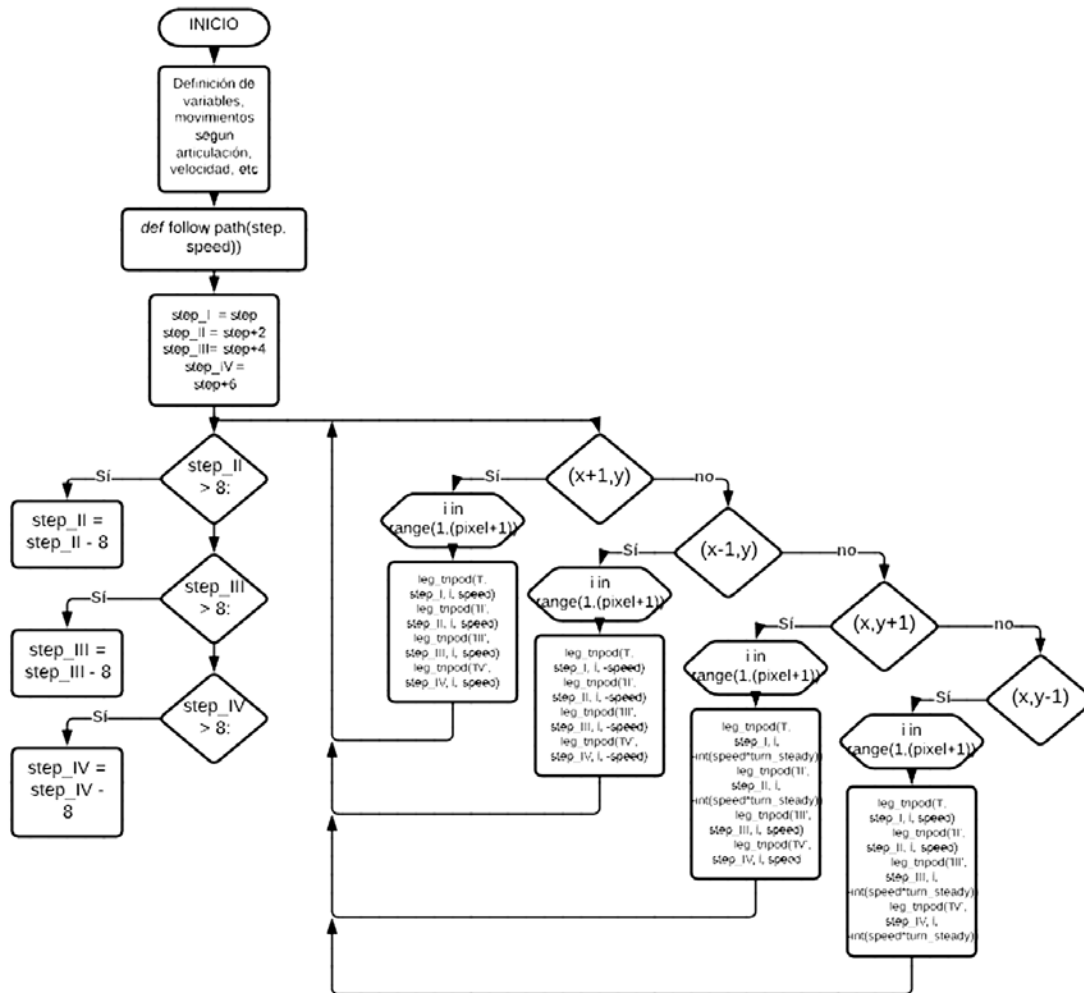 INICIO
Definición de
variables,
movimientos
segun
articulación,
velocidad, etc
def follow path(step.
speed))
step_I = step
step_II = step+2
step_III= step+4
step_IV =
step+6
step_II
> 8:
Sí
step_II =
step_II - 8
step_III
> 8:
Sí
step_III =
step_III - 8
step_IV
> 8:
Sí
step_IV =
step_IV -
8
(x+1,y)
Sí
no
i in
range(1,(pixel+1))
leg_tripod('I',
step_I, i, speed)
leg_tripod('II',
step_II, i, speed)
leg_tripod('III',
step_III, i, speed)
leg_tripod('IV',
step_IV, i, speed)
(x-1,y)
Sí
no
i in
range(1,(pixel+1))
leg_tripod('I',
step_I, i, -speed)
leg_tripod('II',
step_II, i, -speed)
leg_tripod('III',
step_III, i, -speed)
leg_tripod('IV',
step_IV, i, -speed)
(x,y+1)
Sí
no
i in
range(1,(pixel+1))
leg_tripod('I',
step_I, i,
-int(speed*turn_steady))
leg_tripod('II',
step_II, i,
-int(speed*turn_steady))
leg_tripod('III',
step_III, i, speed)
leg_tripod('IV',
step_IV, i, speed
(x,y-1)
Sí
i in
range(1,(pixel+1))
leg_tripod('I',
step_I, i, speed)
leg_tripod('II',
step_II, i, speed)
leg_tripod('III',
step_III, i,
-int(speed*turn_steady))
leg_tripod('IV',
step_IV, i,
-int(speed*turn_steady))